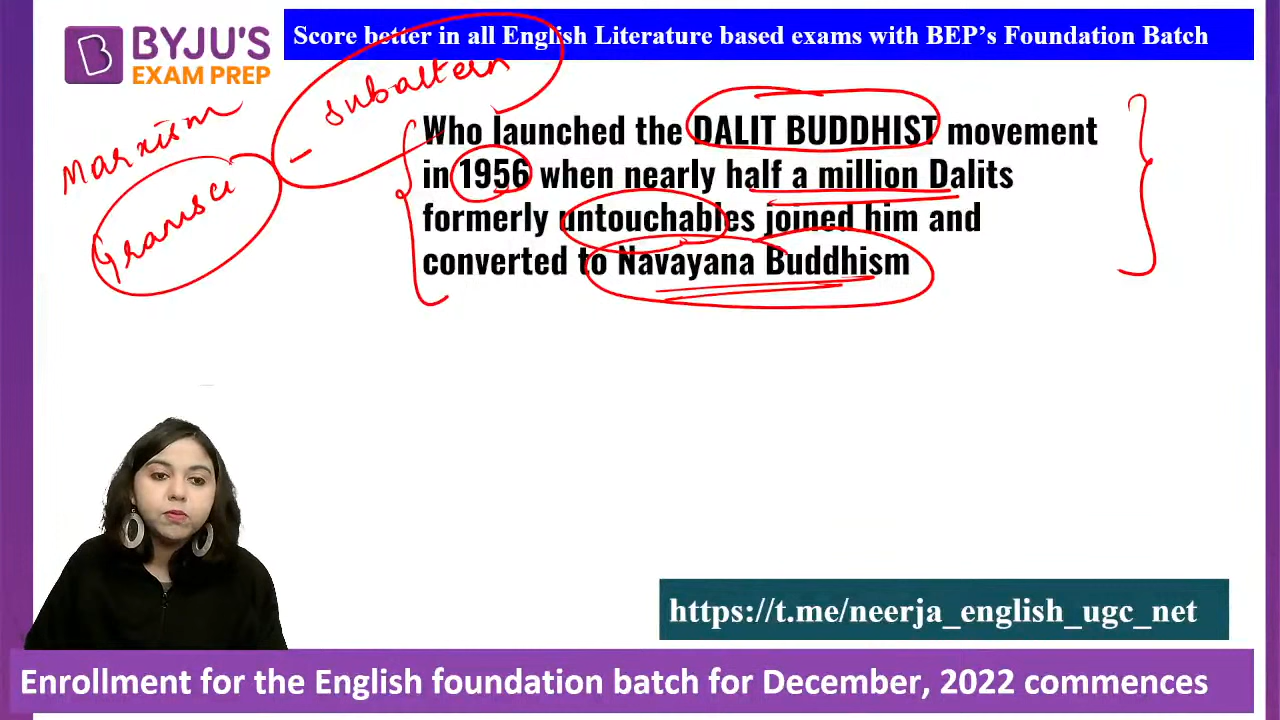 BYJU'S
EXAM PREP
Score better in all English Literature based exams with BEP's Foundation Batch
Marxism
Gramsci
- subaltern
Who launched the DALIT BUDDHIST movement
in 1956 when nearly half a million Dalits
formerly untouchables joined him and
converted to Navayana Buddhism
https://t.me/neerja_english_ugc_net
Enrollment for the English foundation batch for December, 2022 commences